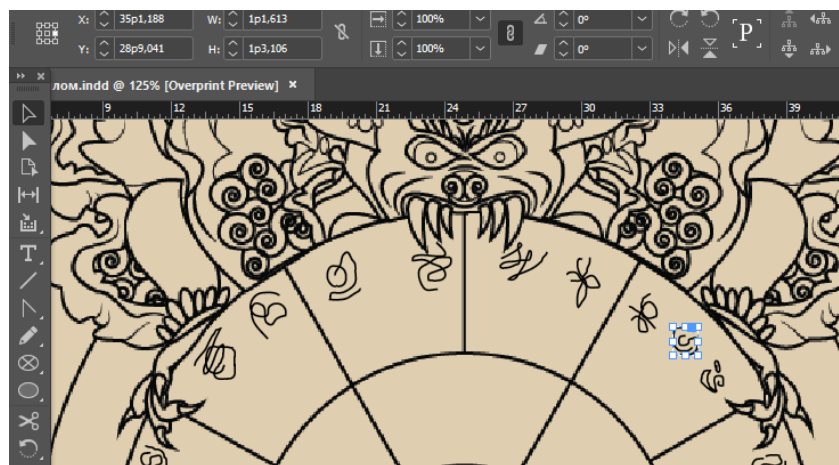 X: 35p1,188 W: 1p1,613 100% 0°
Y: 28p9,041 H: 1p3,106 100% 0°
P
лом.indd @ 125% [Overprint Preview] ×
9 12 15 18 21 24 27 30 33 36 39
T